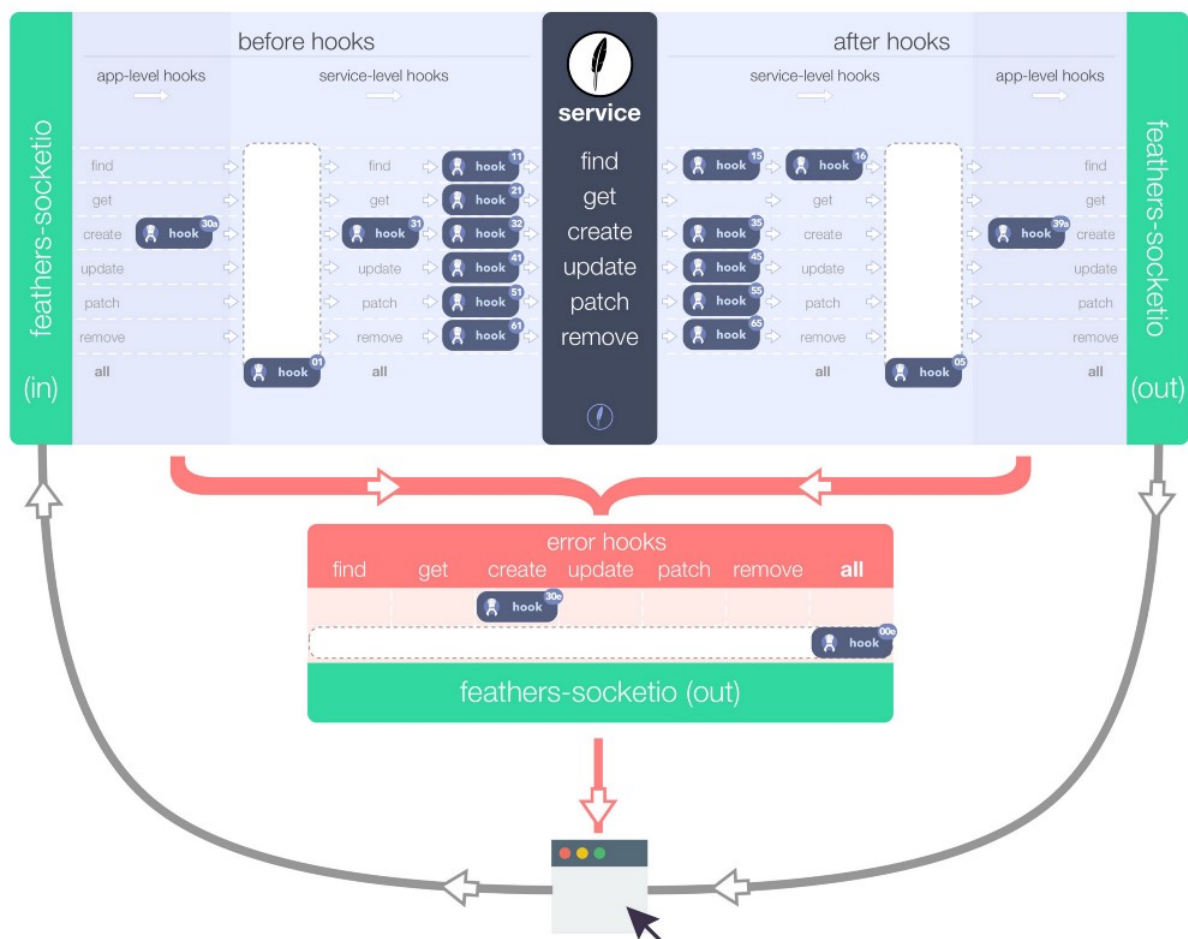 before hooks
after hooks
app-level hooks
service-level hooks
service-level hooks
app-level hooks
service
feathers-socketio
(in)
find hook 11 find hook 15 hook 16 find
find
get get hook 21 get get get
create hook 30a hook 31 hook 32 create hook 35 create hook 39a create
update update hook 41 update hook 45 update update
patch patch hook 51 patch hook 55 patch patch
remove remove hook 61 remove hook 65 remove remove
all hook 01 all all hook 05 all
feathers-socketio
(out)
error hooks
find get create update patch remove all
hook 30e
hook 00e
feathers-socketio (out)